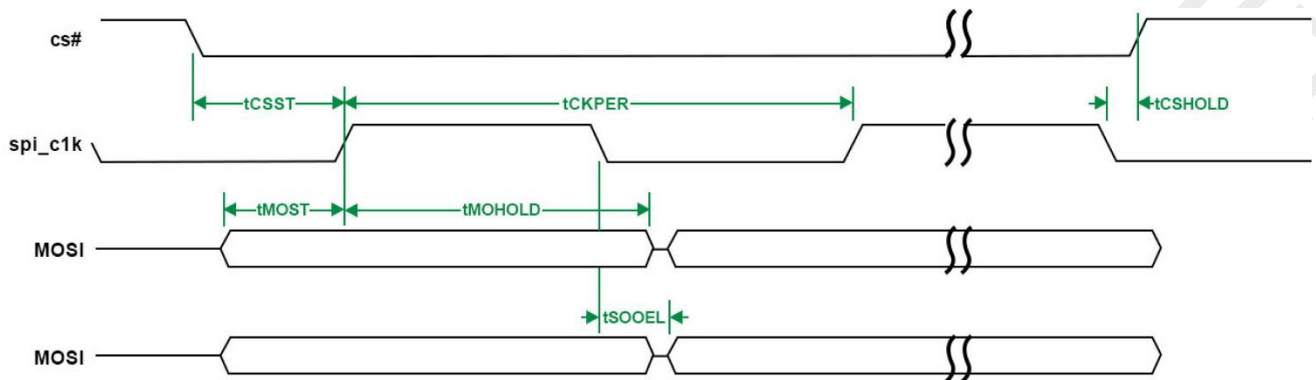 cs#
tCSST
tCKPER
tCSHOLD
spi_c1k
tMOST
tMOHOLD
MOSI
tSOOEL
MOSI